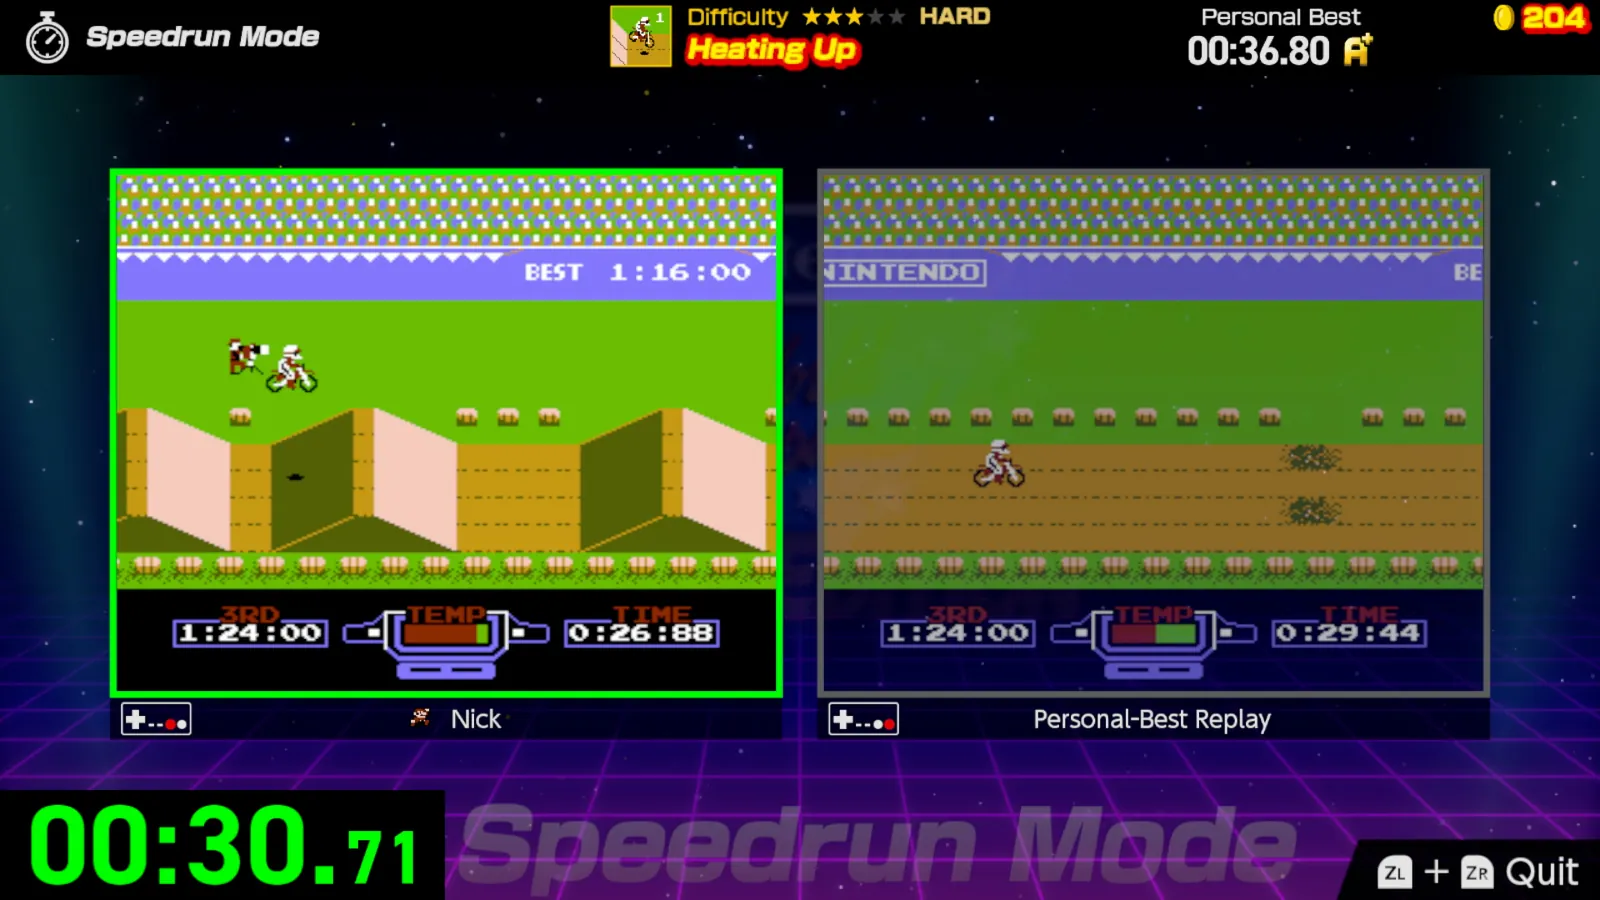 Speedrun Mode
1
Difficulty ★★★★★ HARD
Heating Up
Personal Best
00:36.80 A+
204
BEST 1:16:00
3RD
1:24:00
TEMP
TIME
0:26:88
NINTENDO
BE
3RD
1:24:00
TEMP
TIME
0:29:44
Nick
Personal-Best Replay
00:30.71
Speedrun Mode
ZL + ZR Quit